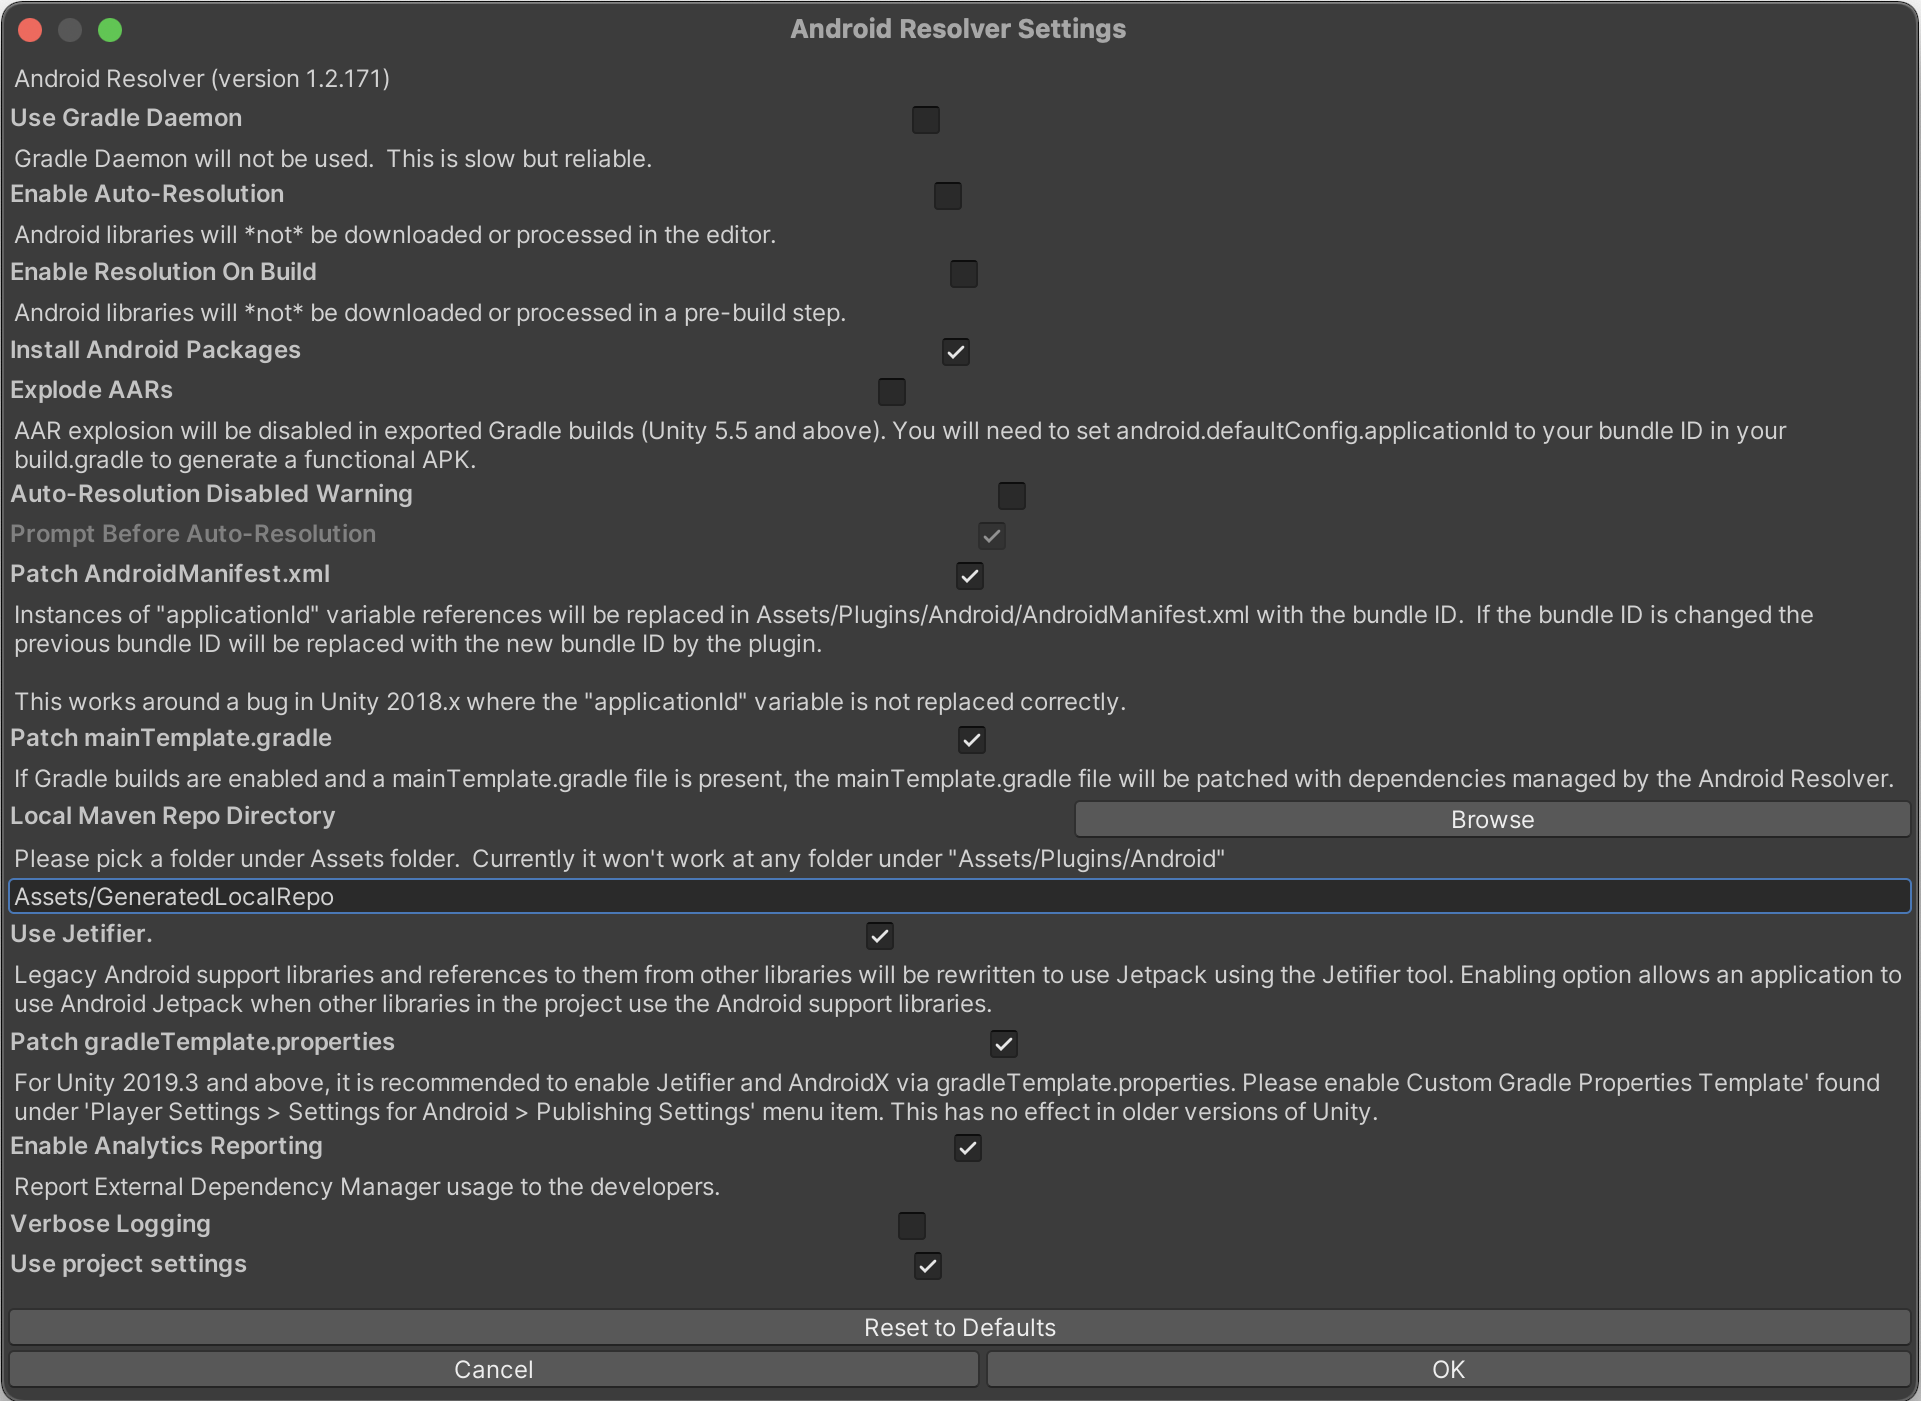 Android Resolver Settings
Android Resolver (version 1.2.171)
Use Gradle Daemon
Gradle Daemon will not be used.  This is slow but reliable.
Enable Auto-Resolution
Android libraries will *not* be downloaded or processed in the editor.
Enable Resolution On Build
Android libraries will *not* be downloaded or processed in a pre-build step.
Install Android Packages
Explode AARs
AAR explosion will be disabled in exported Gradle builds (Unity 5.5 and above). You will need to set android.defaultConfig.applicationId to your bundle ID in your
build.gradle to generate a functional APK.
Auto-Resolution Disabled Warning
Prompt Before Auto-Resolution
Patch AndroidManifest.xml
Instances of "applicationId" variable references will be replaced in Assets/Plugins/Android/AndroidManifest.xml with the bundle ID.  If the bundle ID is changed the
previous bundle ID will be replaced with the new bundle ID by the plugin.
This works around a bug in Unity 2018.x where the "applicationId" variable is not replaced correctly.
Patch mainTemplate.gradle
If Gradle builds are enabled and a mainTemplate.gradle file is present, the mainTemplate.gradle file will be patched with dependencies managed by the Android Resolver.
Local Maven Repo Directory
Browse
Please pick a folder under Assets folder.  Currently it won't work at any folder under "Assets/Plugins/Android"
Assets/GeneratedLocalRepo
Use Jetifier.
Legacy Android support libraries and references to them from other libraries will be rewritten to use Jetpack using the Jetifier tool. Enabling option allows an application to
use Android Jetpack when other libraries in the project use the Android support libraries.
Patch gradleTemplate.properties
For Unity 2019.3 and above, it is recommended to enable Jetifier and AndroidX via gradleTemplate.properties. Please enable Custom Gradle Properties Template' found
under 'Player Settings > Settings for Android > Publishing Settings' menu item. This has no effect in older versions of Unity.
Enable Analytics Reporting
Report External Dependency Manager usage to the developers.
Verbose Logging
Use project settings
Reset to Defaults
Cancel
OK